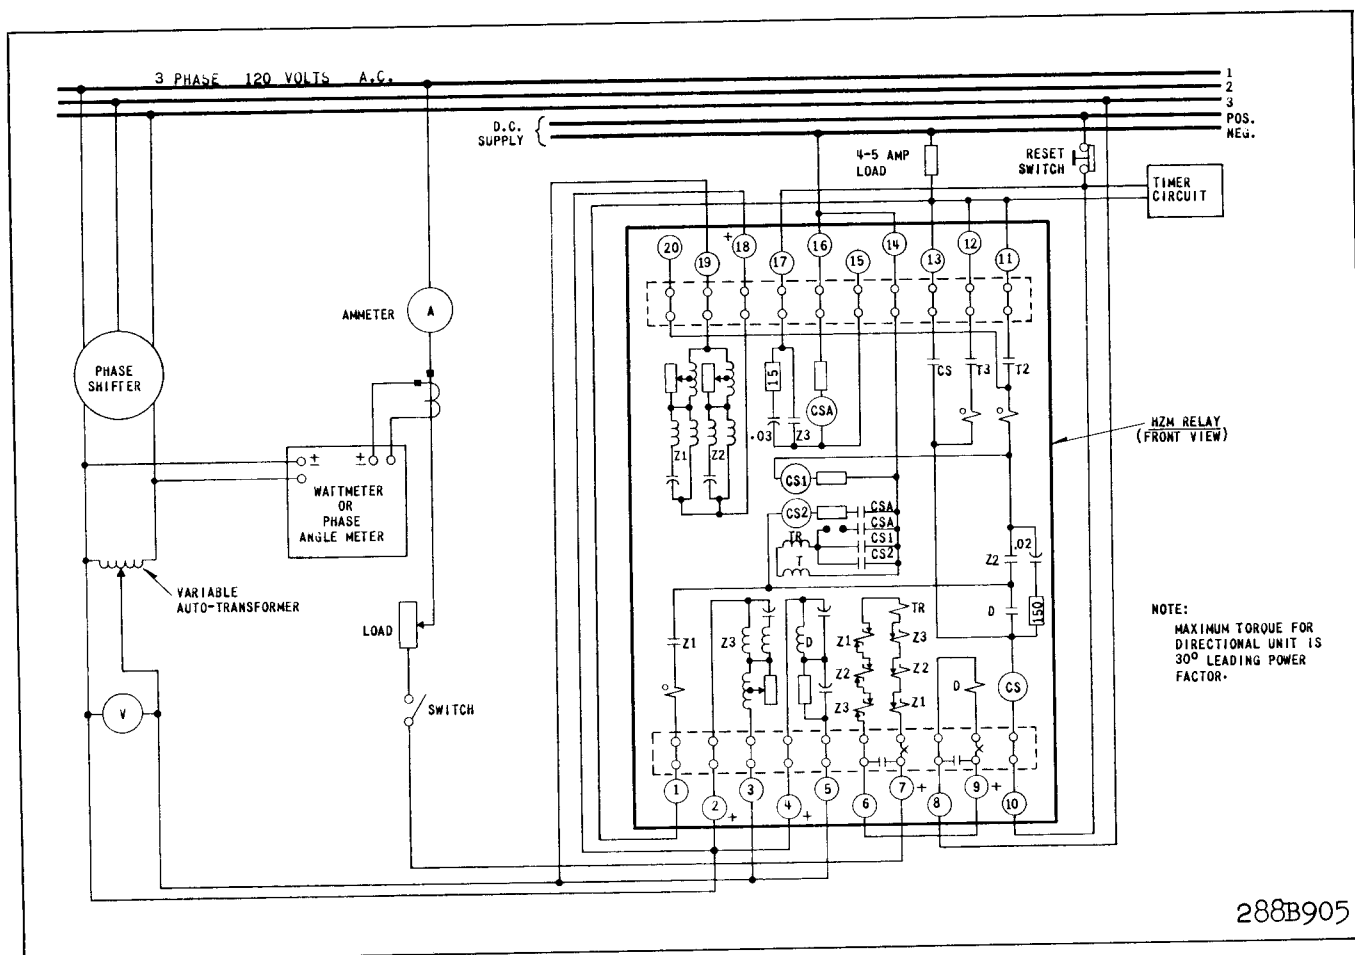 3 PHASE 120 VOLTS A.C.
1
2
3
POS.
NEG.
D.C.
SUPPLY
4-5 AMP
LOAD
RESET
SWITCH
TIMER
CIRCUIT
20
19
+
18
17
16
15
14
13
12
11
AMMETER
A
PHASE
SHIFTER
15
CSA
CS
T3
T2
.03
Z3
Z1
Z2
HZM RELAY
(FRONT VIEW)
± ±
WATTMETER
OR
PHASE
ANGLE METER
CS1
CS2
CSA
CSA
CS1
CS2
TR
T
Z2
.02
D
150
VARIABLE
AUTO-TRANSFORMER
LOAD
Z1
Z3
D
Z1
TR
Z3
Z2
Z2
Z3
Z1
D
CS
NOTE:
MAXIMUM TORQUE FOR
DIRECTIONAL UNIT IS
30° LEADING POWER
FACTOR.
V
SWITCH
1
2
+
3
4
+
5
6
7
+
8
9
+
10
288B905